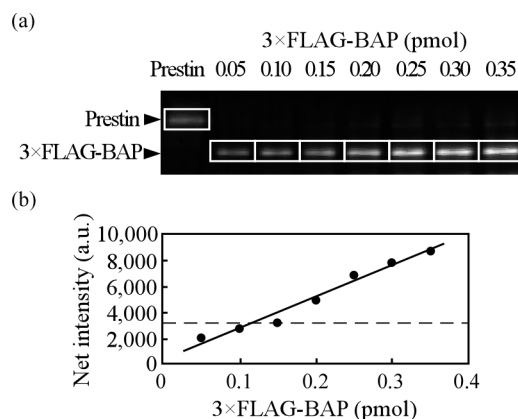 (a)
3×FLAG-BAP (pmol)
Prestin 0.05 0.10 0.15 0.20 0.25 0.30 0.35
Prestin
3×FLAG-BAP
(b)
Net intensity (a.u.)
10,000
8,000
6,000
4,000
2,000
0
0 0.1 0.2 0.3 0.4
3×FLAG-BAP (pmol)